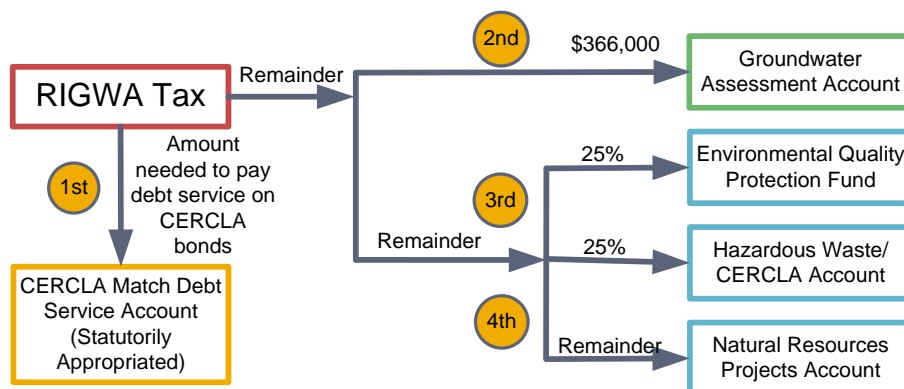 2nd
$366,000
Groundwater
Assessment Account
Remainder
RIGWA Tax
Amount
needed to pay
debt service on
CERCLA
bonds
1st
25%
Environmental Quality
Protection Fund
3rd
Remainder
25%
Hazardous Waste/
CERCLA Account
CERCLA Match Debt
Service Account
(Statutorily
Appropriated)
4th
Remainder
Natural Resources
Projects Account